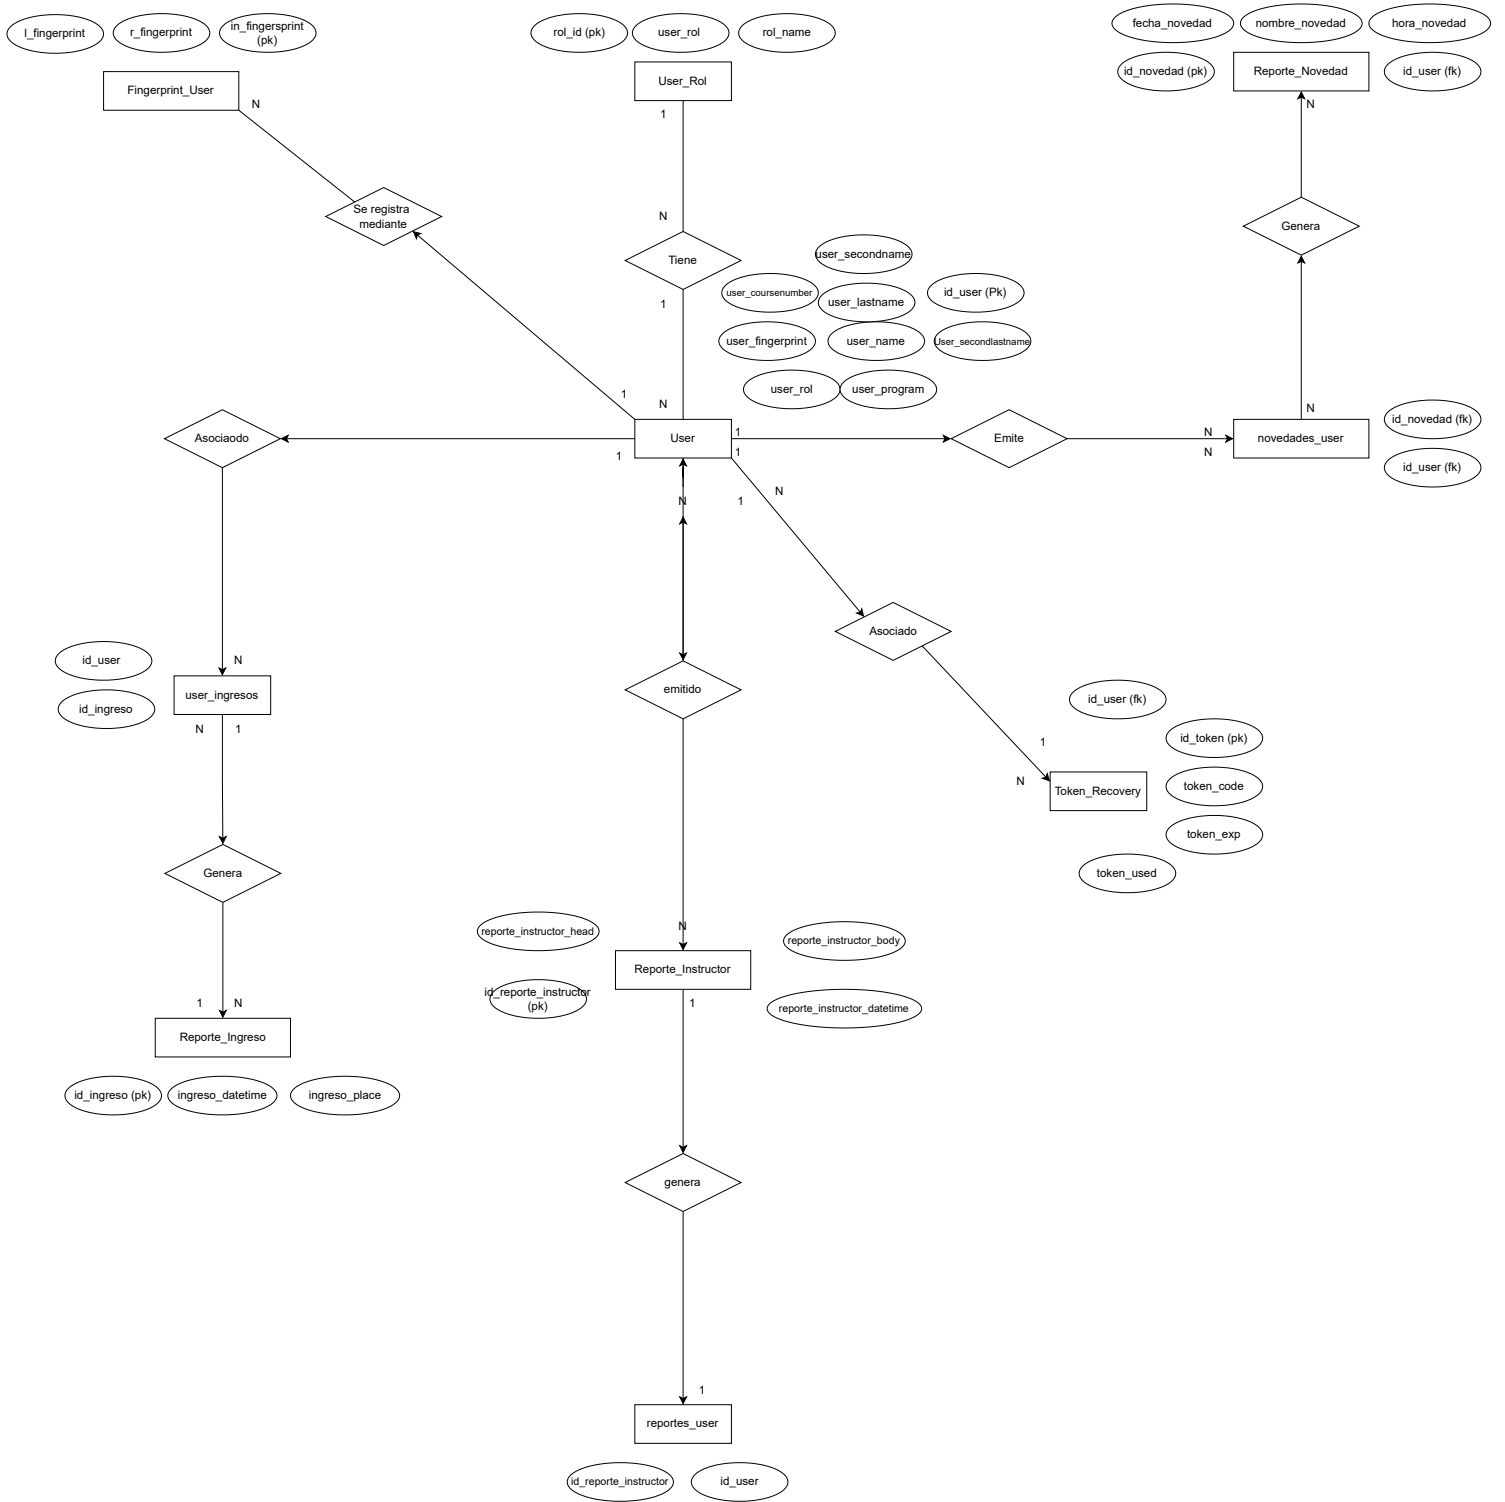 l_fingerprint
r_fingerprint
in_fingersprint
(pk)
rol_id (pk)
user_rol
rol_name
fecha_novedad
nombre_novedad
hora_novedad
Fingerprint_User
User_Rol
id_novedad (pk)
Reporte_Novedad
id_user (fk)
N
1
N
Se registra
mediante
N
Tiene
Genera
user_secondname
user_coursenumber
user_lastname
id_user (Pk)
1
user_fingerprint
user_name
User_secondlastname
user_rol
user_program
1
N
N
Asociaodo
User
1
Emite
N
novedades_user
id_novedad (fk)
1
1
N
id_user (fk)
N
1
N
Asociado
id_user
N
user_ingresos
id_ingreso
N
1
emitido
id_user (fk)
id_token (pk)
1
N
Token_Recovery
token_code
token_exp
token_used
Genera
reporte_instructor_head
N
reporte_instructor_body
Reporte_Instructor
id_reporte_instructor
(pk)
1
reporte_instructor_datetime
1
N
Reporte_Ingreso
id_ingreso (pk)
ingreso_datetime
ingreso_place
genera
1
reportes_user
id_reporte_instructor
id_user